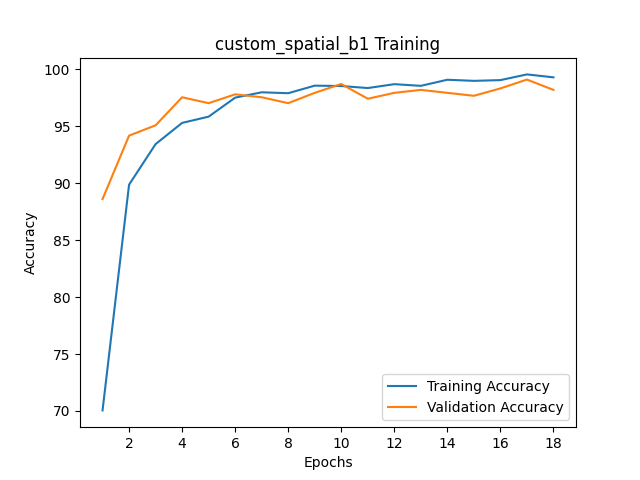 custom_spatial_b1 Training
100
95
90
85
80
75
70
Accuracy
Training Accuracy
Validation Accuracy
2 4 6 8 10 12 14 16 18
Epochs